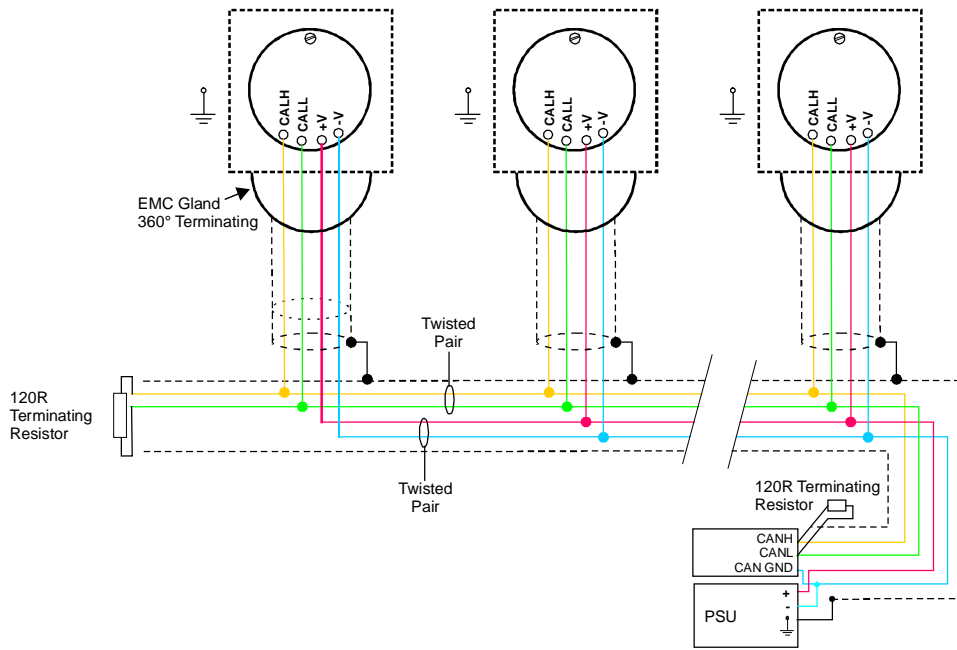 CALH
CALL
+V
-V
CALH
CALL
+V
-V
CALH
CALL
+V
-V
EMC Gland
360° Terminating
Twisted
Pair
120R
Terminating
Resistor
Twisted
Pair
120R Terminating
Resistor
CANH
CANL
CAN GND
PSU
+
-